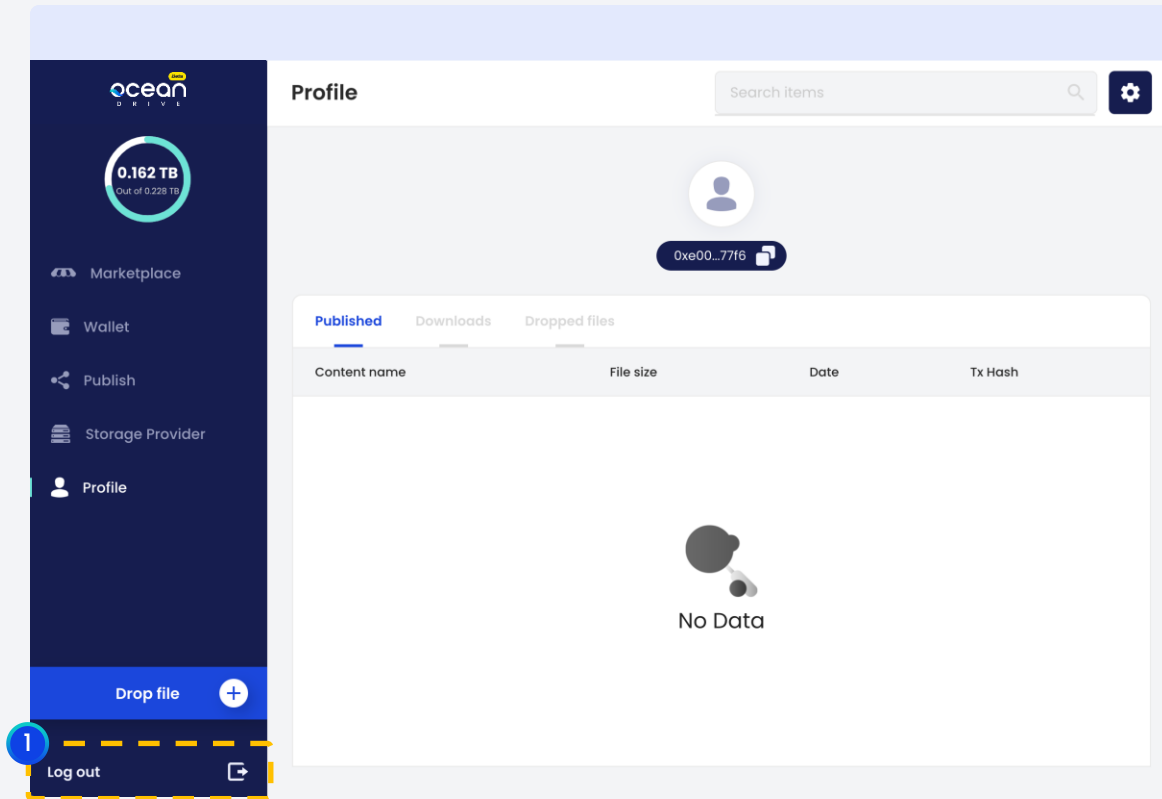 ocean
Beta
DRIVE
Profile
Search items
0.162 TB
Out of 0.228 TB
0xe00...77f6
Marketplace
Wallet
Publish
Storage Provider
Profile
Published Downloads Dropped files
Content name File size Date Tx Hash
No Data
Drop file
1
Log out